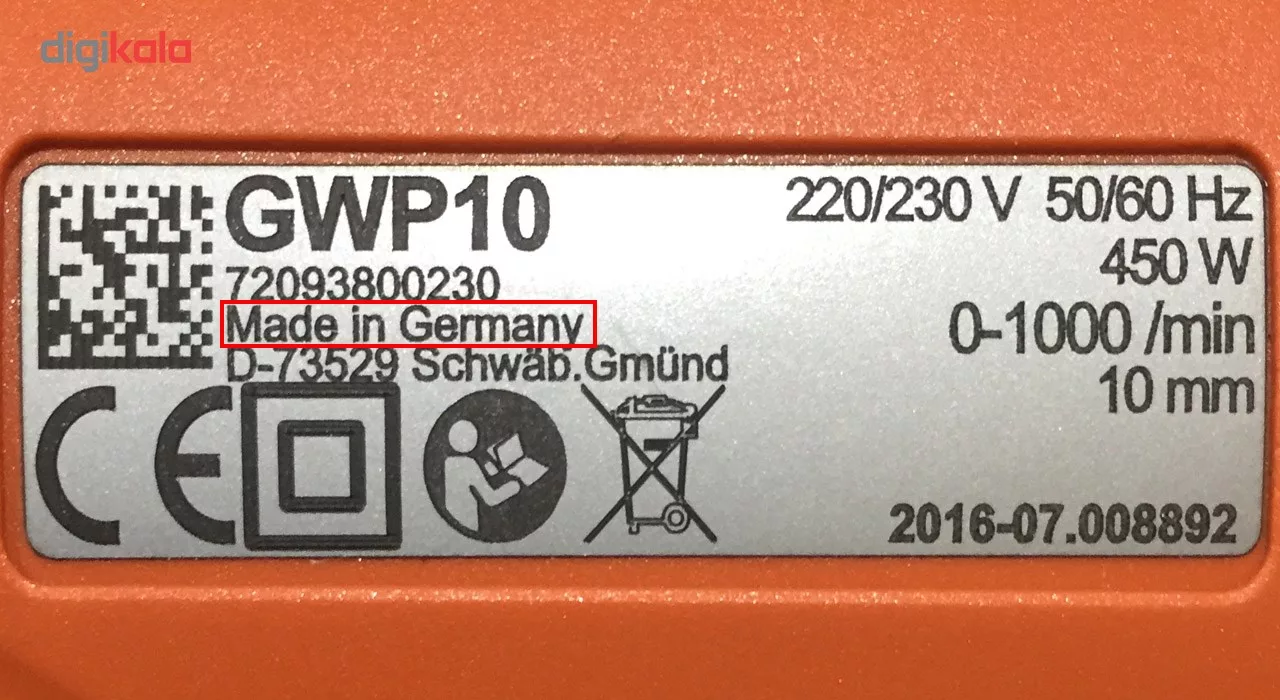 digikala
GWP10
72093800230
Made in Germany
D-73529 Schwäb.Gmünd
CE
220/230 V 50/60 Hz
450 W
0-1000 /min
10 mm
2016-07.008892